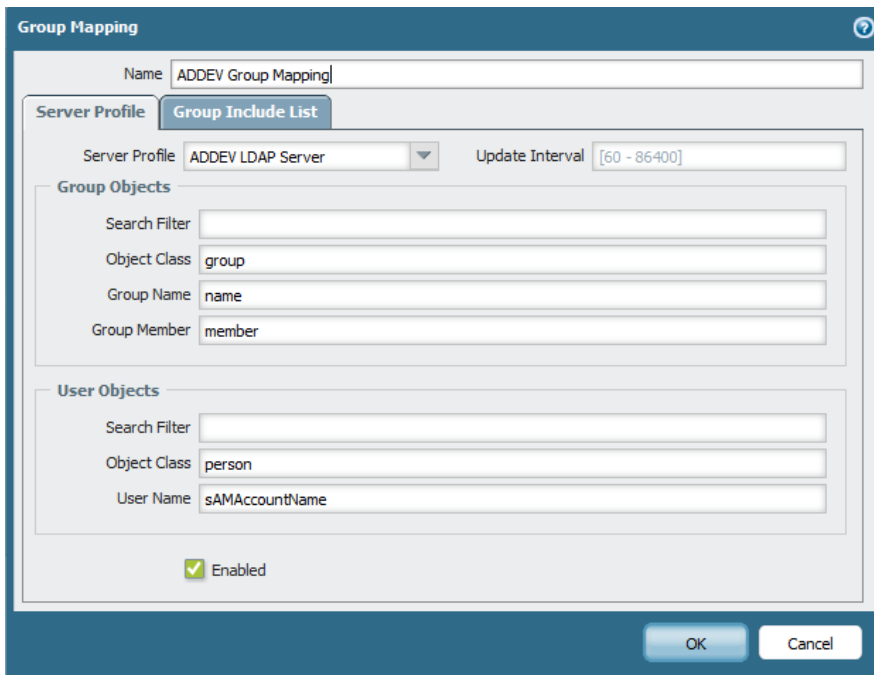 Group Mapping
Name ADDEV Group Mapping
Server Profile Group Include List
Server Profile ADDEV LDAP Server Update Interval [60 - 86400]
Group Objects
Search Filter
Object Class group
Group Name name
Group Member member
User Objects
Search Filter
Object Class person
User Name sAMAccountName
Enabled
OK Cancel